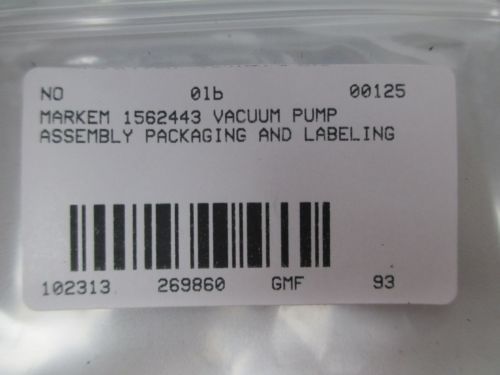 NO 01b 00125
MARKEM 1562443 VACUUM PUMP
ASSEMBLY PACKAGING AND LABELING
102313 269860 GMF 93